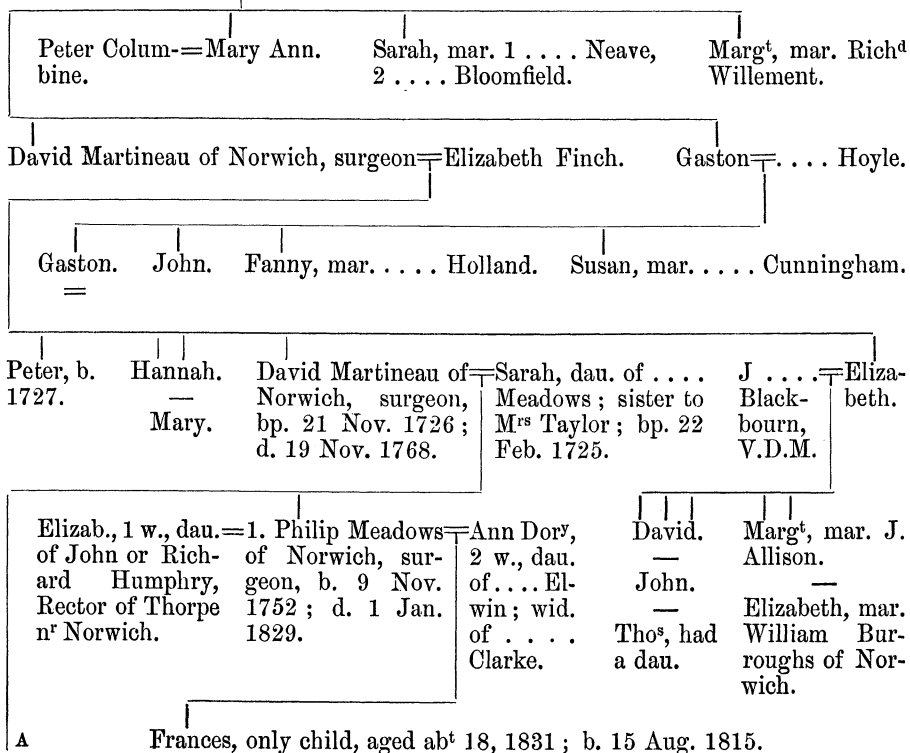 Peter Colum-=Mary Ann. Sarah, mar. 1 . . . . Neave, Margᵗ, mar. Richᵈ
bine. 2 . . . . Bloomfield. Willement.
David Martineau of Norwich, surgeon=Elizabeth Finch. Gaston=. . . . Hoyle.
Gaston. John. Fanny, mar. . . . . Holland. Susan, mar. . . . . Cunningham.
=
Peter, b. Hannah. David Martineau of=Sarah, dau. of . . . . J . . . .=Eliza-
1727. — Norwich, surgeon, Meadows ; sister to Black- beth.
Mary. bp. 21 Nov. 1726 ; Mʳˢ Taylor ; bp. 22 bourn,
d. 19 Nov. 1768. Feb. 1725. V.D.M.
Elizab., 1 w., dau.=1. Philip Meadows=Ann Dorʸ, David. Margᵗ, mar. J.
of John or Rich- of Norwich, sur- 2 w., dau. — Allison.
ard Humphry, geon, b. 9 Nov. of . . . . El- John. —
Rector of Thorpe 1752 ; d. 1 Jan. win ; wid. — Elizabeth, mar.
nʳ Norwich. 1829. of . . . . Thoˢ, had William Bur-
Clarke. a dau. roughs of Nor-
wich.
A Frances, only child, aged abᵗ 18, 1831 ; b. 15 Aug. 1815.